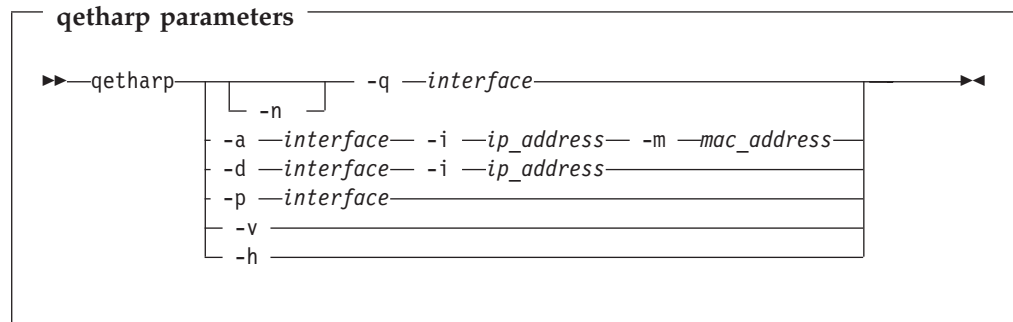 qetharp parameters
qetharp -q interface
-n
-a interface -i ip_address -m mac_address
-d interface -i ip_address
-p interface
-v
-h